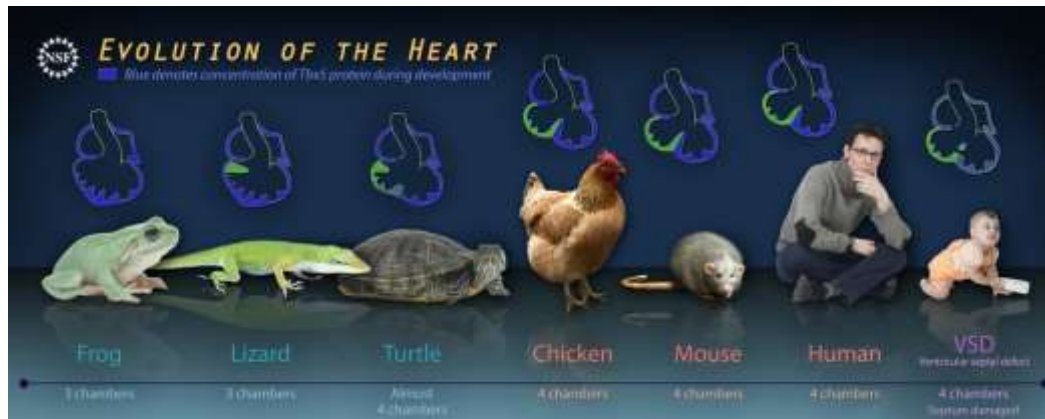 NSF
EVOLUTION OF THE HEART
Blue denotes concentration of Tbx5 protein during development
Frog
Lizard
Turtle
Chicken
Mouse
Human
VSD
Ventricular septal defect
3 chambers
3 chambers
Almost
4 chambers
4 chambers
4 chambers
4 chambers
4 chambers
Septum damaged